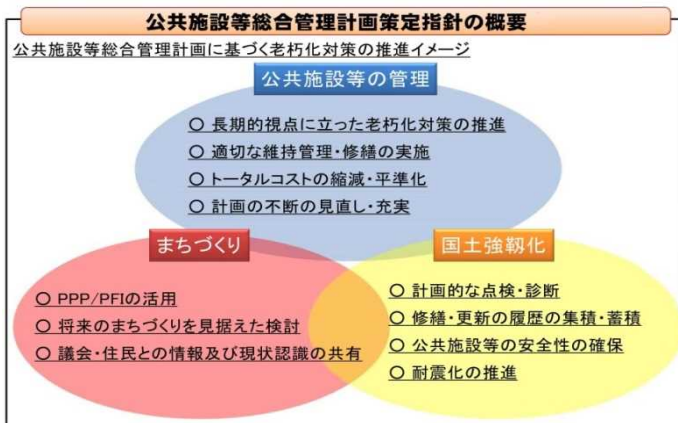 公共施設等総合管理計画策定指針の概要
公共施設等総合管理計画に基づく老朽化対策の推進イメージ
公共施設等の管理
○ 長期的視点に立った老朽化対策の推進
○ 適切な維持管理・修繕の実施
○ トータルコストの縮減・平準化
○ 計画の不断の見直し・充実
まちづくり
○ PPP/PFIの活用
○ 将来のまちづくりを見据えた検討
○ 議会・住民との情報及び現状認識の共有
国土強靱化
○ 計画的な点検・診断
○ 修繕・更新の履歴の集積・蓄積
○ 公共施設等の安全性の確保
○ 耐震化の推進